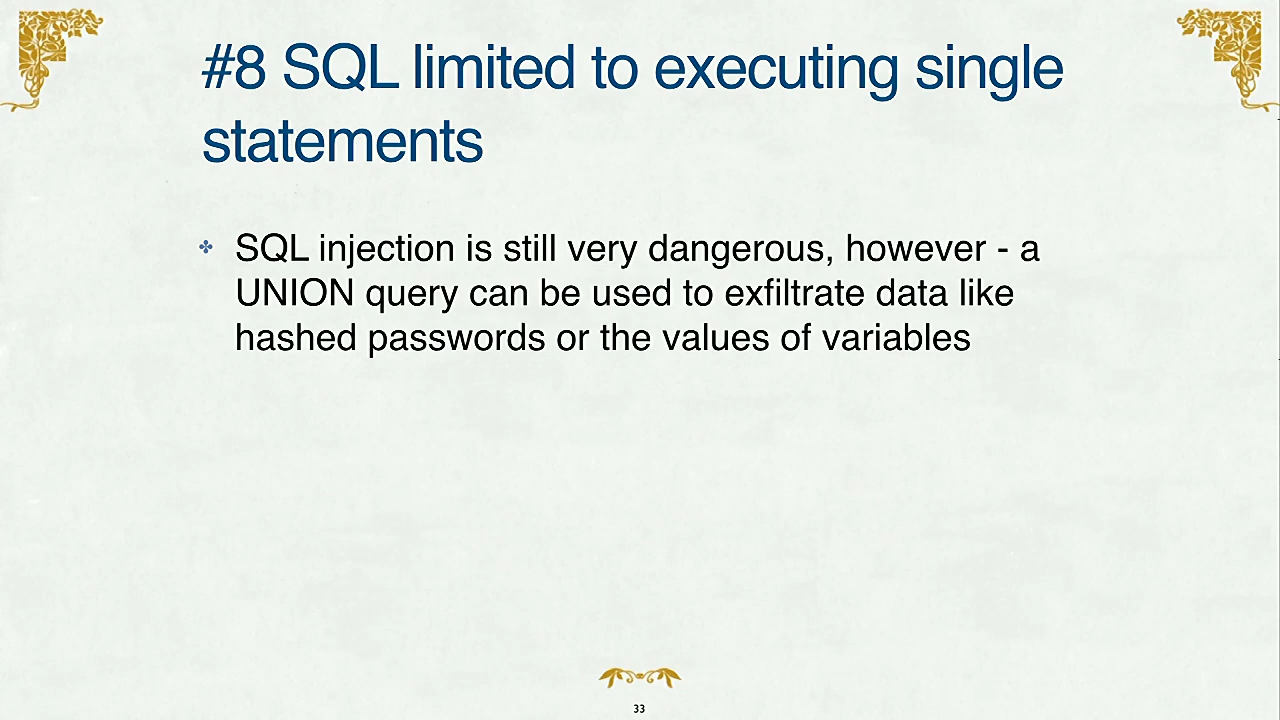 #8 SQL limited to executing single
statements
SQL injection is still very dangerous, however - a
UNION query can be used to exfiltrate data like
hashed passwords or the values of variables
33